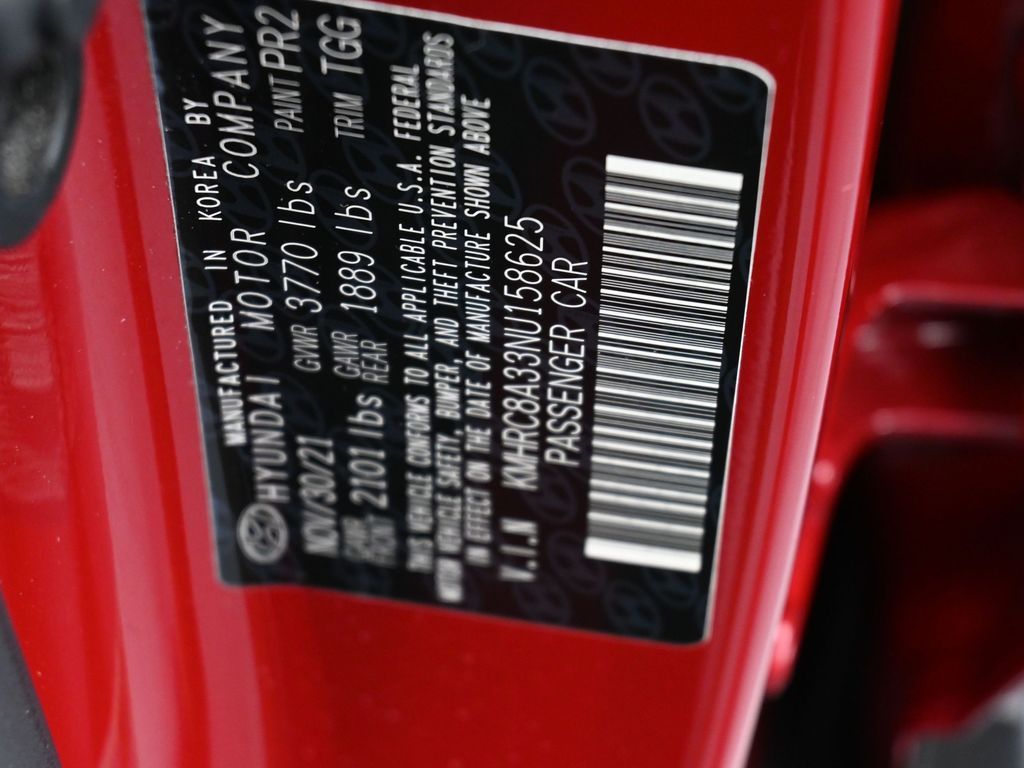 MANUFACTURED IN KOREA BY
HYUNDAI MOTOR COMPANY
NOV/30/21 GVWR 3770 lbs PAINT PR2
GAWR FRONT 2101 lbs GAWR REAR 1889 lbs TRIM TGG
THIS VEHICLE CONFORMS TO ALL APPLICABLE U.S.A. FEDERAL
MOTOR VEHICLE SAFETY, BUMPER, AND THEFT PREVENTION STANDARDS
IN EFFECT ON THE DATE OF MANUFACTURE SHOWN ABOVE
V.I.N KMHRC8A33NU158625
PASSENGER CAR